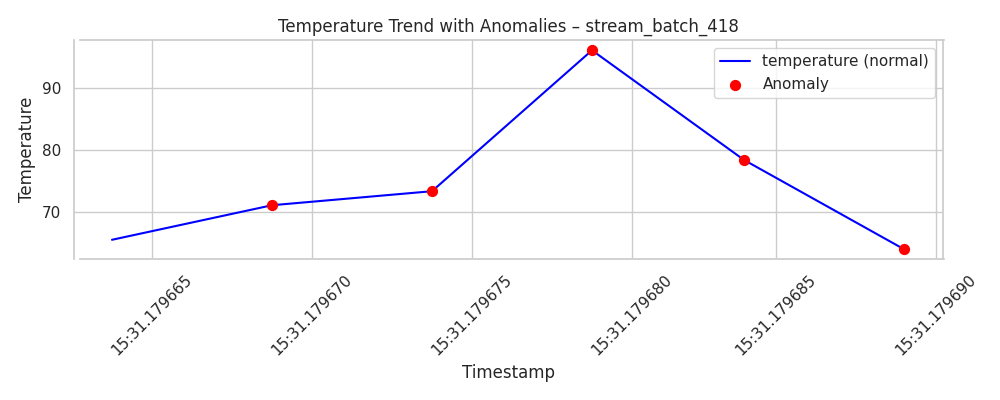 Temperature Trend with Anomalies – stream_batch_418
temperature (normal)
Anomaly
Temperature
90
80
70
15:31.179665
15:31.179670
15:31.179675
15:31.179680
15:31.179685
15:31.179690
Timestamp